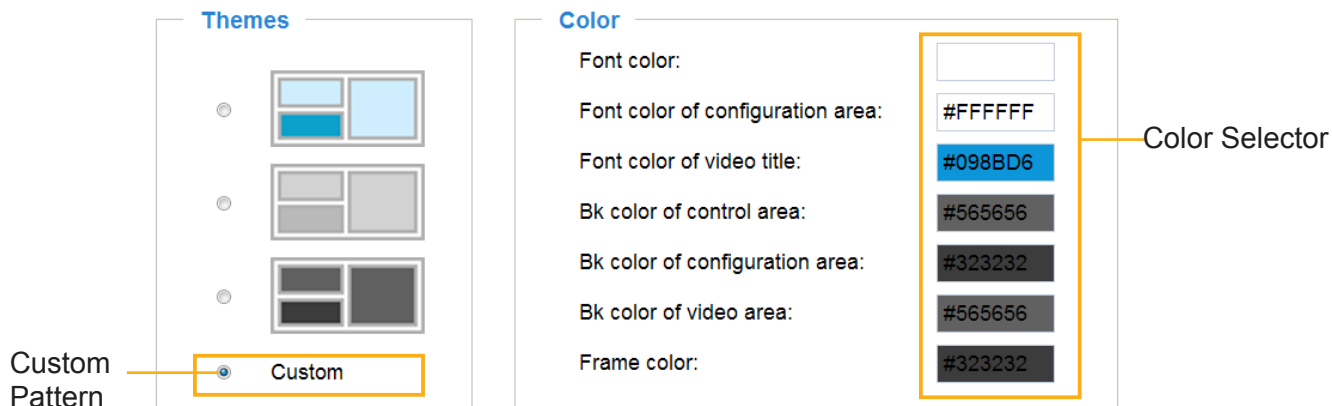 Themes
Custom
Custom
Pattern
Color
Font color:
Font color of configuration area: #FFFFFF
Font color of video title: #098BD6
Bk color of control area: #565656
Bk color of configuration area: #323232
Bk color of video area: #565656
Frame color: #323232
Color Selector